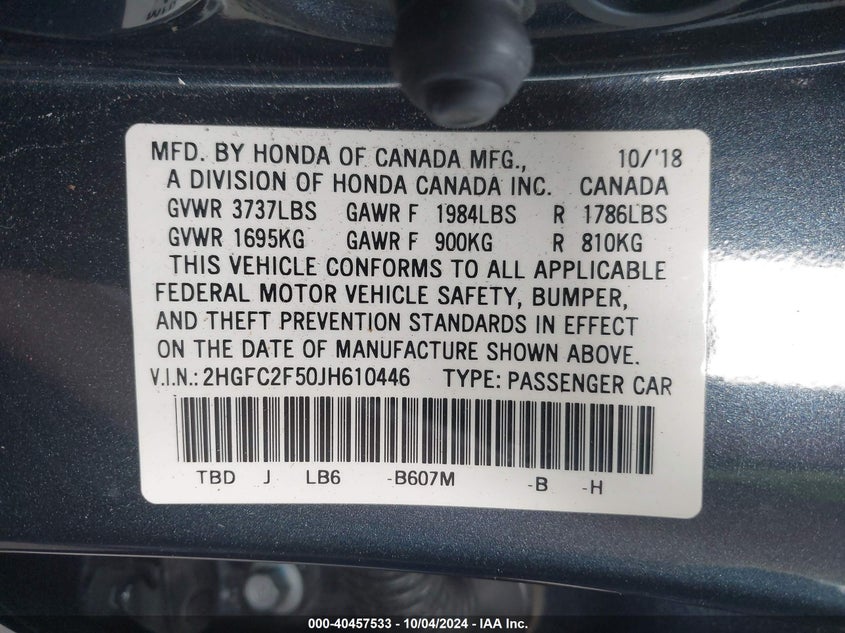 MFD. BY HONDA OF CANADA MFG., 10/'18
A DIVISION OF HONDA CANADA INC. CANADA
GVWR 3737LBS GAWR F 1984LBS R 1786LBS
GVWR 1695KG GAWR F 900KG R 810KG
THIS VEHICLE CONFORMS TO ALL APPLICABLE
FEDERAL MOTOR VEHICLE SAFETY, BUMPER,
AND THEFT PREVENTION STANDARDS IN EFFECT
ON THE DATE OF MANUFACTURE SHOWN ABOVE.
V.I.N.: 2HGFC2F50JH610446 TYPE: PASSENGER CAR
TBD J LB6 -B607M -B -H
000-40457533 - 10/04/2024 - IAA Inc.